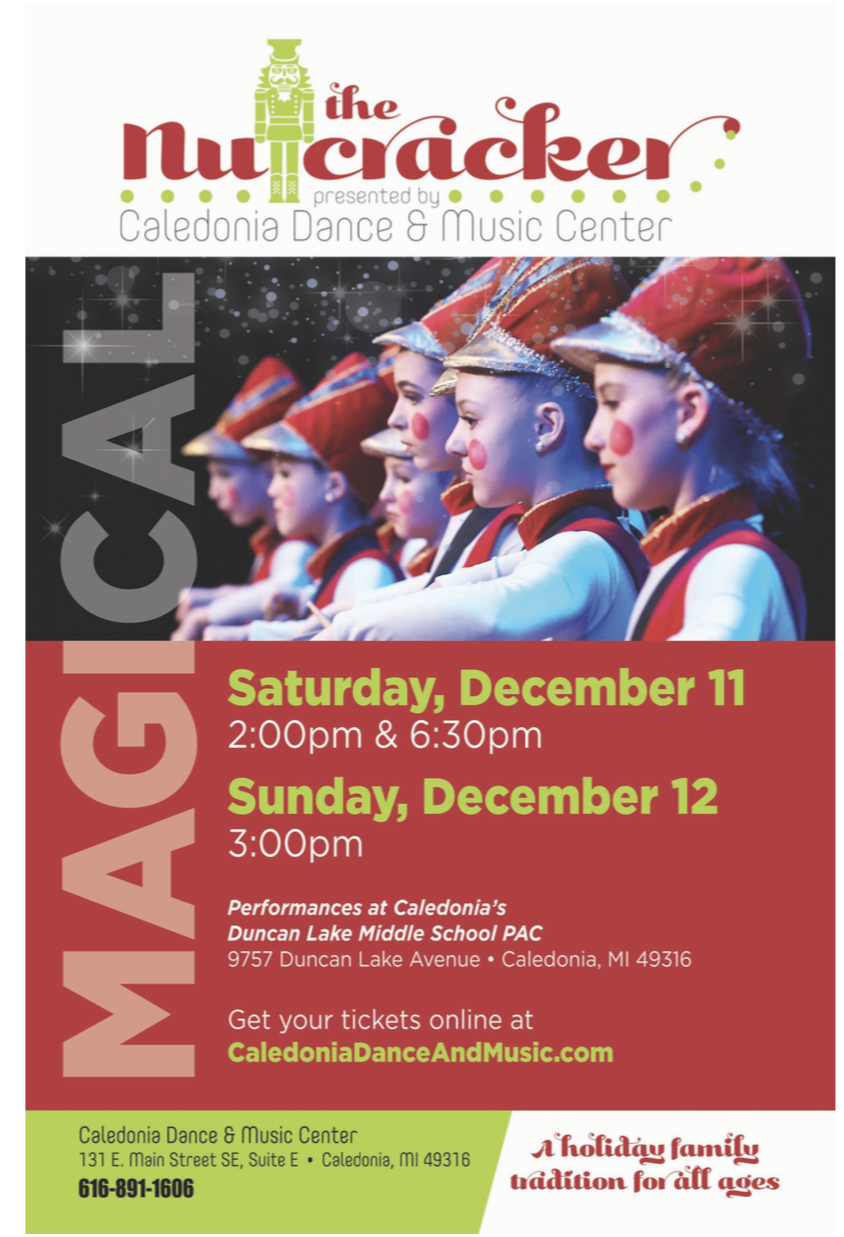 the
nutcracker
presented by
Caledonia Dance & Music Center
MAGICAL
Saturday, December 11
2:00pm & 6:30pm
Sunday, December 12
3:00pm
Performances at Caledonia's
Duncan Lake Middle School PAC
9757 Duncan Lake Avenue • Caledonia, MI 49316
Get your tickets online at
CaledoniaDanceAndMusic.com
Caledonia Dance & Music Center
131 E. Main Street SE, Suite E • Caledonia, MI 49316
616-891-1606
A holiday family
tradition for all ages